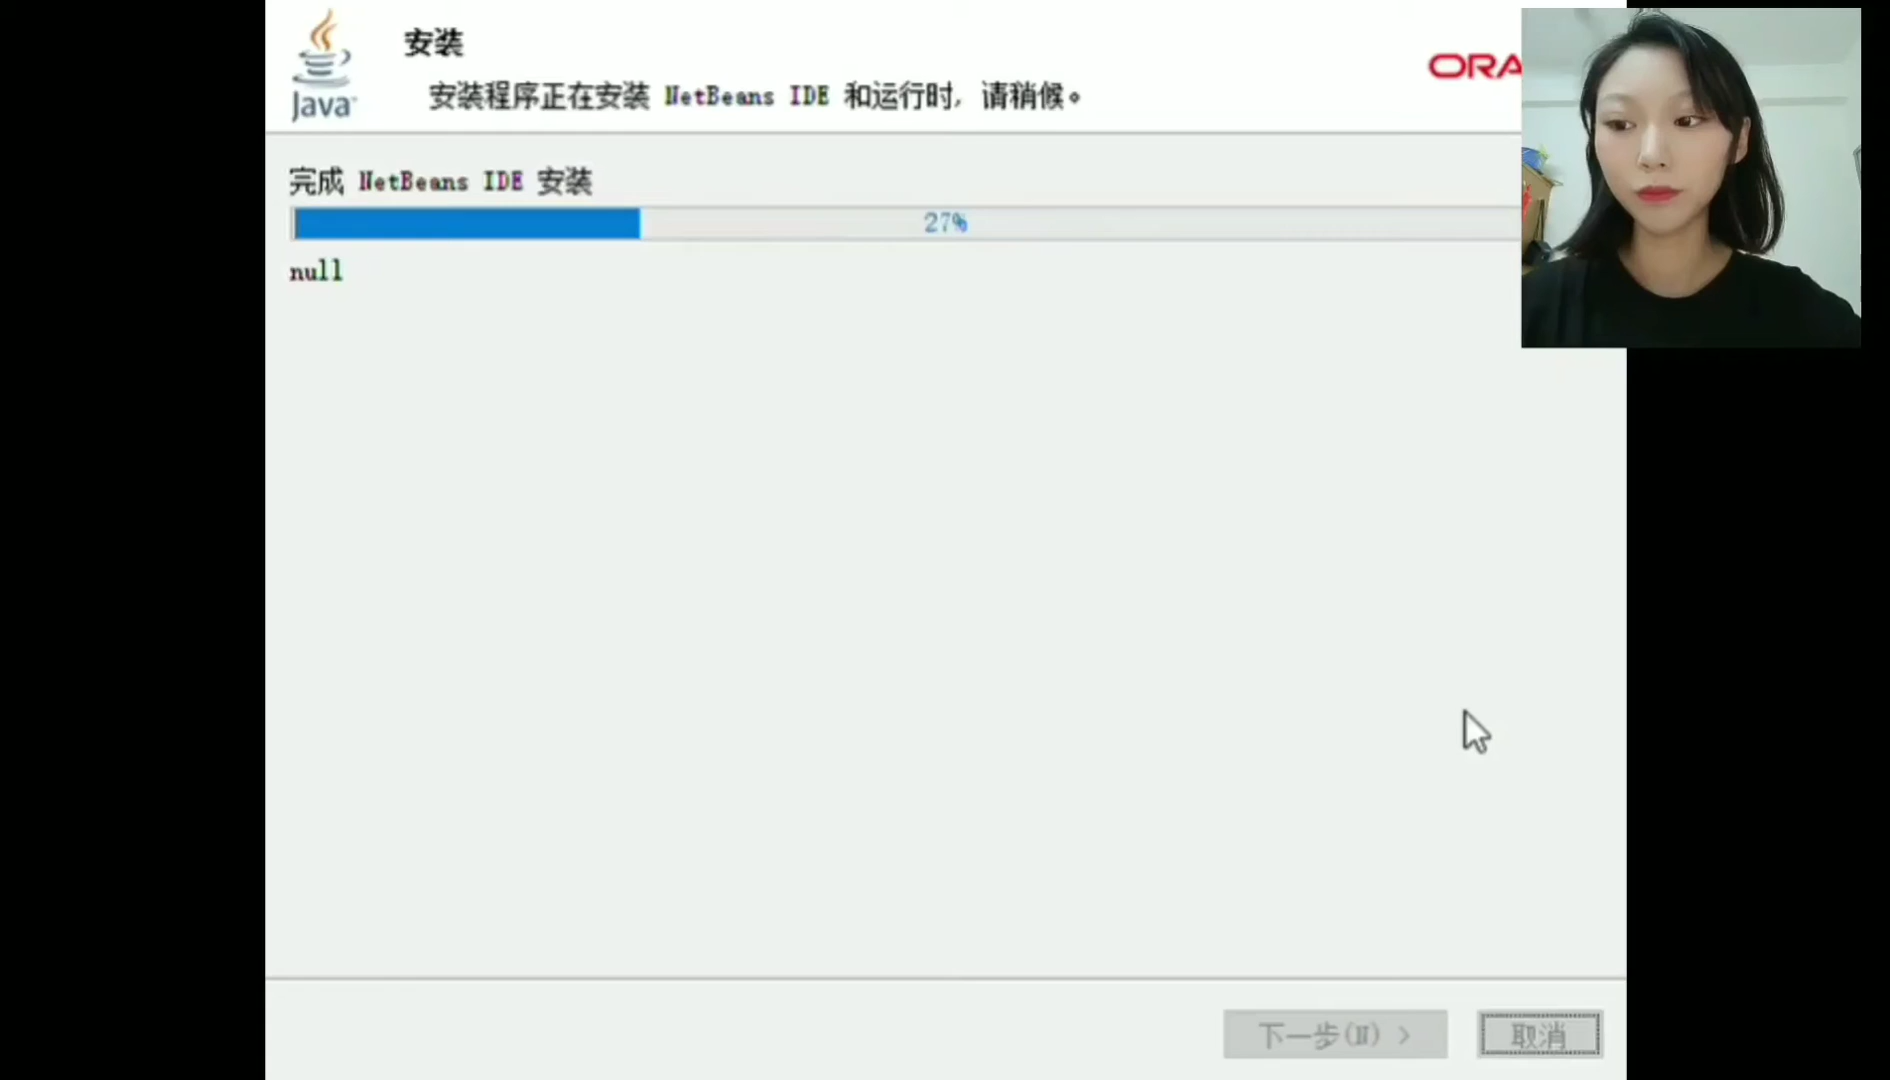 安装
安装程序正在安装 NetBeans IDE 和运行时, 请稍候。
Java
ORA
完成 NetBeans IDE 安装
27%
null
下一步(N) >
取消